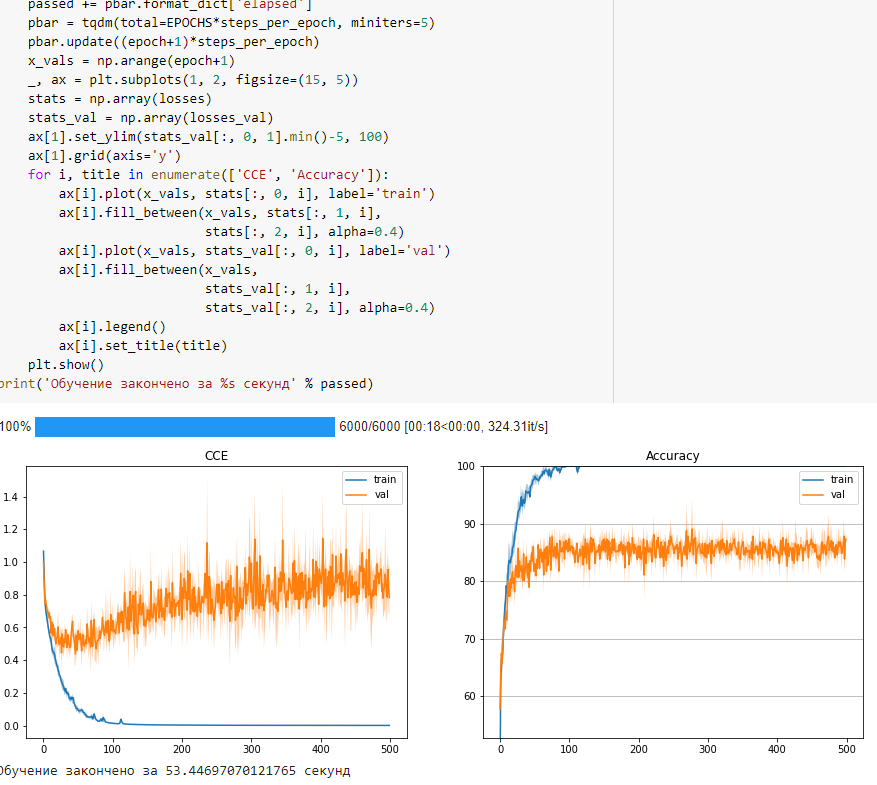 passed += pbar.format_dict['elapsed']
pbar = tqdm(total=EPOCHS*steps_per_epoch, miniters=5)
pbar.update((epoch+1)*steps_per_epoch)
x_vals = np.arange(epoch+1)
_, ax = plt.subplots(1, 2, figsize=(15, 5))
stats = np.array(losses)
stats_val = np.array(losses_val)
ax[1].set_ylim(stats_val[:, 0, 1].min()-5, 100)
ax[1].grid(axis='y')
for i, title in enumerate(['CCE', 'Accuracy']):
    ax[i].plot(x_vals, stats[:, 0, i], label='train')
    ax[i].fill_between(x_vals, stats[:, 1, i],
                       stats[:, 2, i], alpha=0.4)
    ax[i].plot(x_vals, stats_val[:, 0, i], label='val')
    ax[i].fill_between(x_vals,
                       stats_val[:, 1, i],
                       stats_val[:, 2, i], alpha=0.4)
    ax[i].legend()
    ax[i].set_title(title)
plt.show()
print('Обучение закончено за %s секунд' % passed)
100% 6000/6000 [00:18<00:00, 324.31it/s]
CCE
train
val
1.4
1.2
1.0
0.8
0.6
0.4
0.2
0.0
0 100 200 300 400 500
Accuracy
train
val
100
90
80
70
60
0 100 200 300 400 500
Обучение закончено за 53.44697070121765 секунд